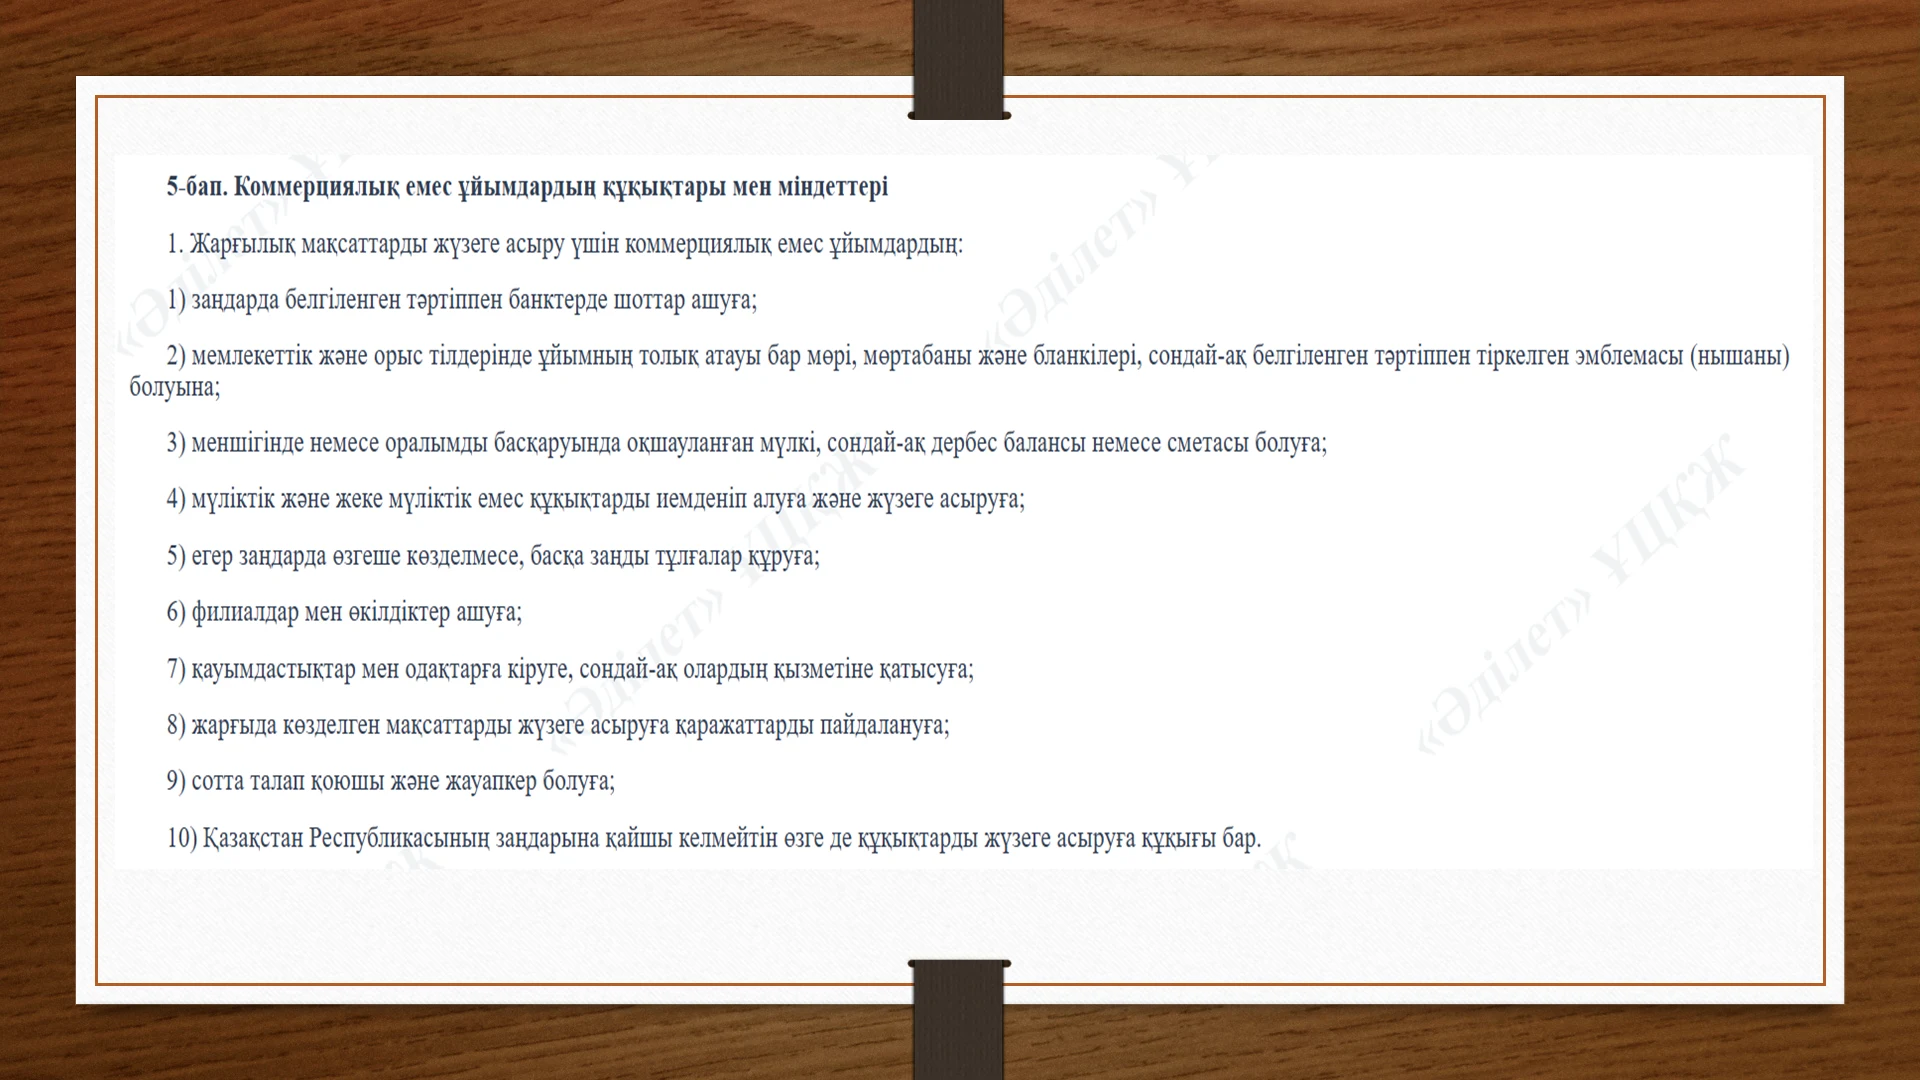 5-бап. Коммерциялық емес ұйымдардың құқықтары мен міндеттері
1. Жарғылық мақсаттарды жүзеге асыру үшін коммерциялық емес ұйымдардың:
1) заңдарда белгіленген тәртіппен банктерде шоттар ашуға;
2) мемлекеттік және орыс тілдерінде ұйымның толық атауы бар мөрі, мөртабаны және бланкілері, сондай-ақ белгіленген тәртіппен тіркелген эмблемасы (нышаны)
болуына;
3) меншігінде немесе оралымды басқаруында оқшауланған мүлкі, сондай-ақ дербес балансы немесе сметасы болуға;
4) мүліктік және жеке мүліктік емес құқықтарды иемденіп алуға және жүзеге асыруға;
5) егер заңдарда өзгеше көзделмесе, басқа заңды тұлғалар құруға;
6) филиалдар мен өкілдіктер ашуға;
7) қауымдастықтар мен одақтарға кіруге, сондай-ақ олардың қызметіне қатысуға;
8) жарғыда көзделген мақсаттарды жүзеге асыруға қаражаттарды пайдалануға;
9) сотта талап қоюшы және жауапкер болуға;
10) Қазақстан Республикасының заңдарына қайшы келмейтін өзге де құқықтарды жүзеге асыруға құқығы бар.
«Әділет» ҰЦҚЖ
«Әділет» ҰЦҚЖ